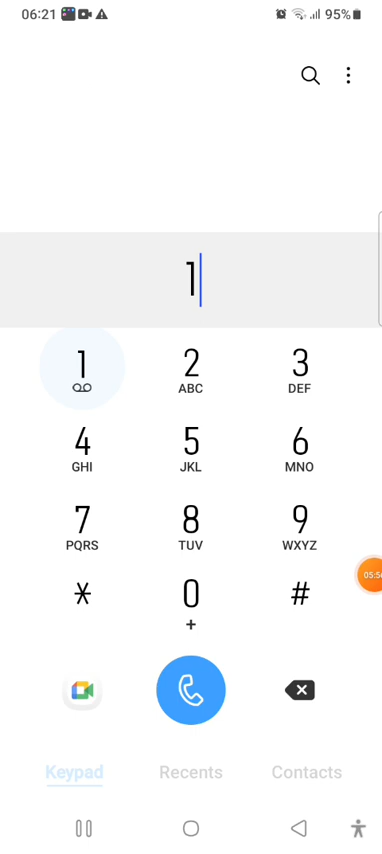 06:21 95%
1
1 2 3
ABC DEF
4 5 6
GHI JKL MNO
7 8 9
PQRS TUV WXYZ
* 0 #
+
Keypad Recents Contacts